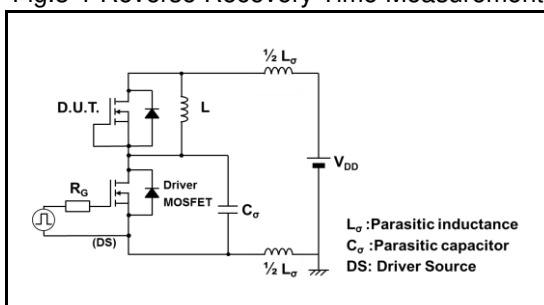 Fig.3-1 Reverse Recovery Time Measurement
½ Lσ
D.U.T.
L
VDD
RG
Driver
MOSFET
Cσ
(DS)
½ Lσ
Lσ :Parasitic inductance
Cσ :Parasitic capacitor
DS: Driver Source